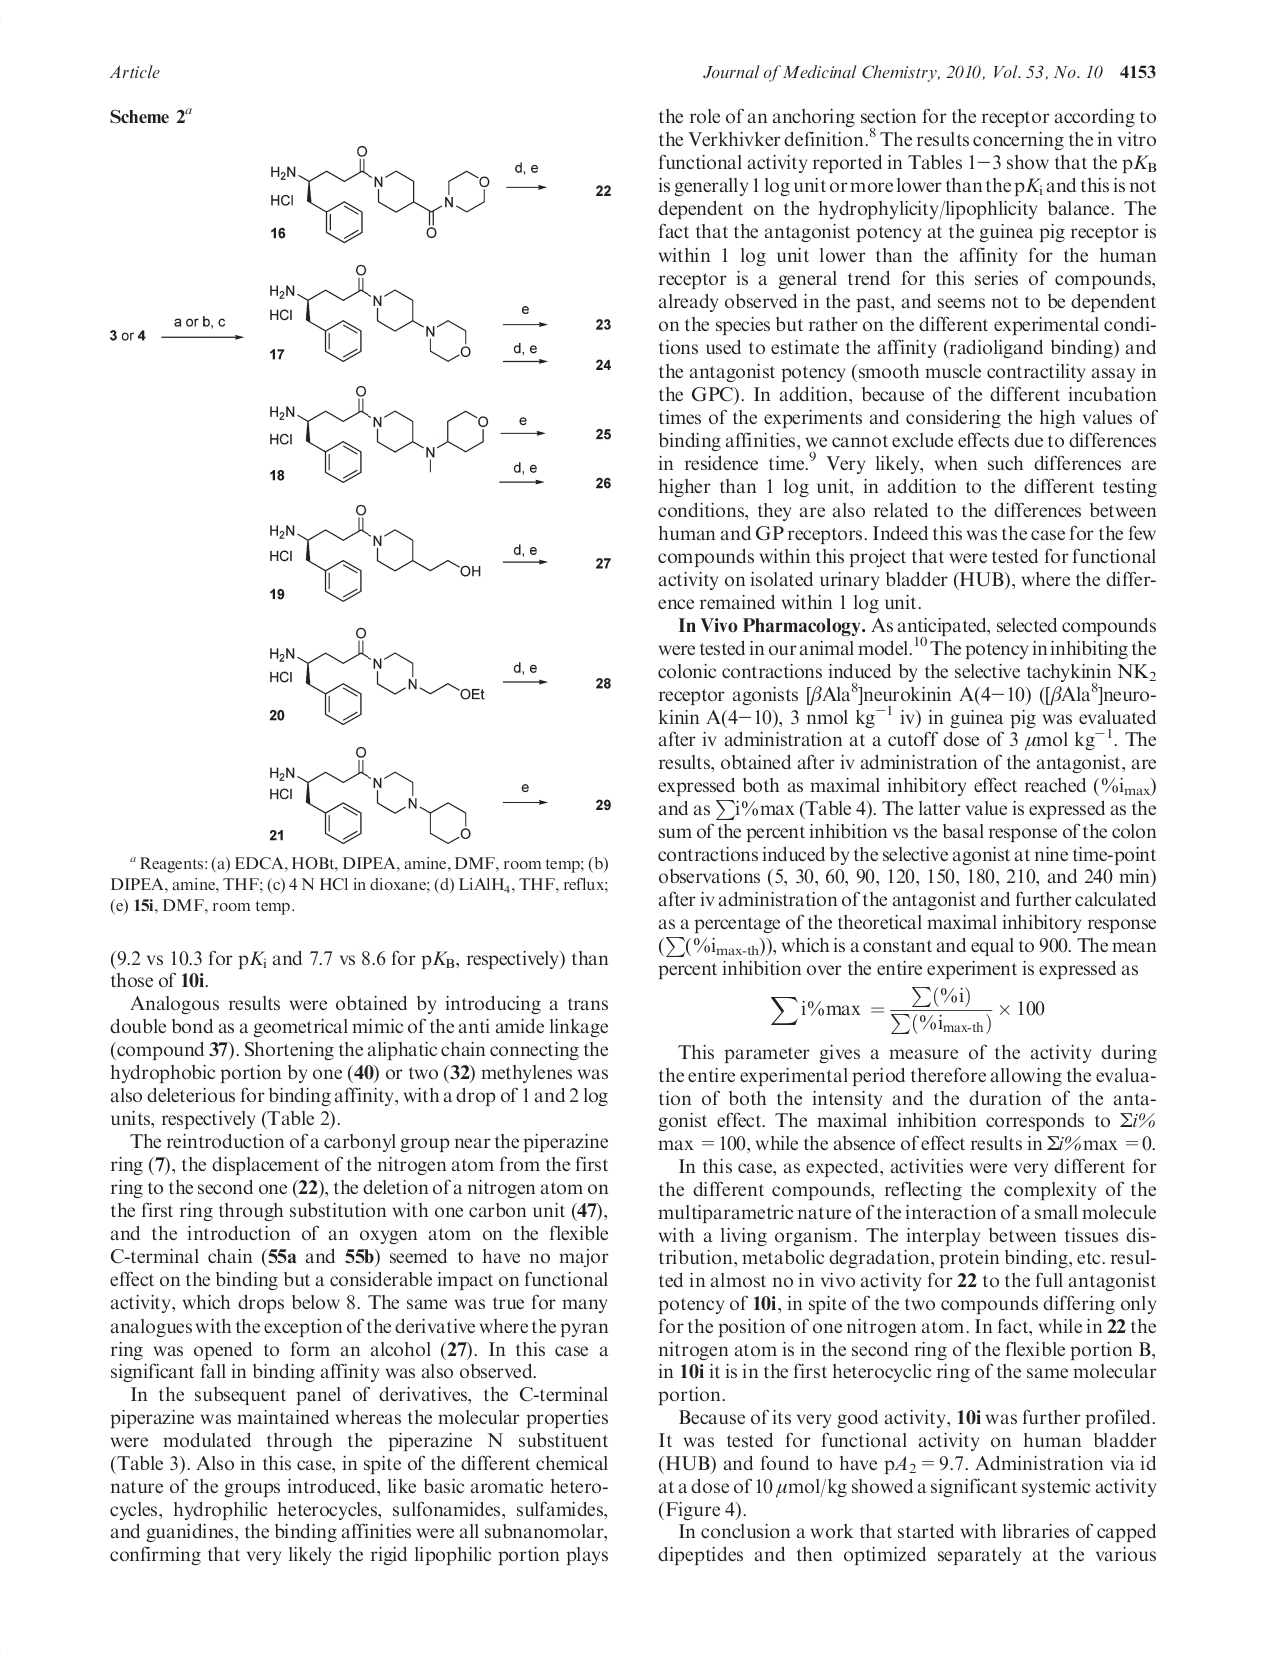 Article
Journal of Medicinal Chemistry, 2010, Vol. 53, No. 10 4153
Scheme 2a
O
H2N
HCl
N
N
O
O
16
d, e
22
O
H2N
HCl
N
N
O
17
3 or 4
a or b, c
e
23
d, e
24
O
H2N
HCl
N
N
O
18
e
25
d, e
26
O
H2N
HCl
N
OH
19
d, e
27
O
H2N
HCl
N
N
OEt
20
d, e
28
O
H2N
HCl
N
N
O
21
e
29
a Reagents: (a) EDCA, HOBt, DIPEA, amine, DMF, room temp; (b)
DIPEA, amine, THF; (c) 4 N HCl in dioxane; (d) LiAlH4, THF, reflux;
(e) 15i, DMF, room temp.
(9.2 vs 10.3 for pKi and 7.7 vs 8.6 for pKB, respectively) than
those of 10i.
Analogous results were obtained by introducing a trans
double bond as a geometrical mimic of the anti amide linkage
(compound 37). Shortening the aliphatic chain connecting the
hydrophobic portion by one (40) or two (32) methylenes was
also deleterious for binding affinity, with a drop of 1 and 2 log
units, respectively (Table 2).
The reintroduction of a carbonyl group near the piperazine
ring (7), the displacement of the nitrogen atom from the first
ring to the second one (22), the deletion of a nitrogen atom on
the first ring through substitution with one carbon unit (47),
and the introduction of an oxygen atom on the flexible
C-terminal chain (55a and 55b) seemed to have no major
effect on the binding but a considerable impact on functional
activity, which drops below 8. The same was true for many
analogues with the exception of the derivative where the pyran
ring was opened to form an alcohol (27). In this case a
significant fall in binding affinity was also observed.
In the subsequent panel of derivatives, the C-terminal
piperazine was maintained whereas the molecular properties
were modulated through the piperazine N substituent
(Table 3). Also in this case, in spite of the different chemical
nature of the groups introduced, like basic aromatic hetero-
cycles, hydrophilic heterocycles, sulfonamides, sulfamides,
and guanidines, the binding affinities were all subnanomolar,
confirming that very likely the rigid lipophilic portion plays
the role of an anchoring section for the receptor according to
the Verkhivker definition.8 The results concerning the in vitro
functional activity reported in Tables 1−3 show that the pKB
is generally 1 log unit or more lower than the pKi and this is not
dependent on the hydrophylicity/lipophlicity balance. The
fact that the antagonist potency at the guinea pig receptor is
within 1 log unit lower than the affinity for the human
receptor is a general trend for this series of compounds,
already observed in the past, and seems not to be dependent
on the species but rather on the different experimental condi-
tions used to estimate the affinity (radioligand binding) and
the antagonist potency (smooth muscle contractility assay in
the GPC). In addition, because of the different incubation
times of the experiments and considering the high values of
binding affinities, we cannot exclude effects due to differences
in residence time.9 Very likely, when such differences are
higher than 1 log unit, in addition to the different testing
conditions, they are also related to the differences between
human and GP receptors. Indeed this was the case for the few
compounds within this project that were tested for functional
activity on isolated urinary bladder (HUB), where the differ-
ence remained within 1 log unit.
In Vivo Pharmacology. As anticipated, selected compounds
were tested in our animal model.10 The potency in inhibiting the
colonic contractions induced by the selective tachykinin NK2
receptor agonists [βAla8]neurokinin A(4−10) ([βAla8]neuro-
kinin A(4−10), 3 nmol kg−1 iv) in guinea pig was evaluated
after iv administration at a cutoff dose of 3 μmol kg−1. The
results, obtained after iv administration of the antagonist, are
expressed both as maximal inhibitory effect reached (%imax)
and as ∑i%max (Table 4). The latter value is expressed as the
sum of the percent inhibition vs the basal response of the colon
contractions induced by the selective agonist at nine time-point
observations (5, 30, 60, 90, 120, 150, 180, 210, and 240 min)
after iv administration of the antagonist and further calculated
as a percentage of the theoretical maximal inhibitory response
(∑(%imax-th)), which is a constant and equal to 900. The mean
percent inhibition over the entire experiment is expressed as
∑i%max = ∑(%i) / ∑(%imax-th) × 100
This parameter gives a measure of the activity during
the entire experimental period therefore allowing the evalua-
tion of both the intensity and the duration of the anta-
gonist effect. The maximal inhibition corresponds to Σi%
max = 100, while the absence of effect results in Σi%max = 0.
In this case, as expected, activities were very different for
the different compounds, reflecting the complexity of the
multiparametric nature of the interaction of a small molecule
with a living organism. The interplay between tissues dis-
tribution, metabolic degradation, protein binding, etc. resul-
ted in almost no in vivo activity for 22 to the full antagonist
potency of 10i, in spite of the two compounds differing only
for the position of one nitrogen atom. In fact, while in 22 the
nitrogen atom is in the second ring of the flexible portion B,
in 10i it is in the first heterocyclic ring of the same molecular
portion.
Because of its very good activity, 10i was further profiled.
It was tested for functional activity on human bladder
(HUB) and found to have pA2 = 9.7. Administration via id
at a dose of 10 μmol/kg showed a significant systemic activity
(Figure 4).
In conclusion a work that started with libraries of capped
dipeptides and then optimized separately at the various